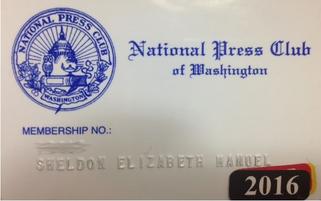 NATIONAL PRESS CLUB
WASHINGTON
National Press Club
of Washington
MEMBERSHIP NO.:
SHELDON ELIZABETH MANUEL
2016